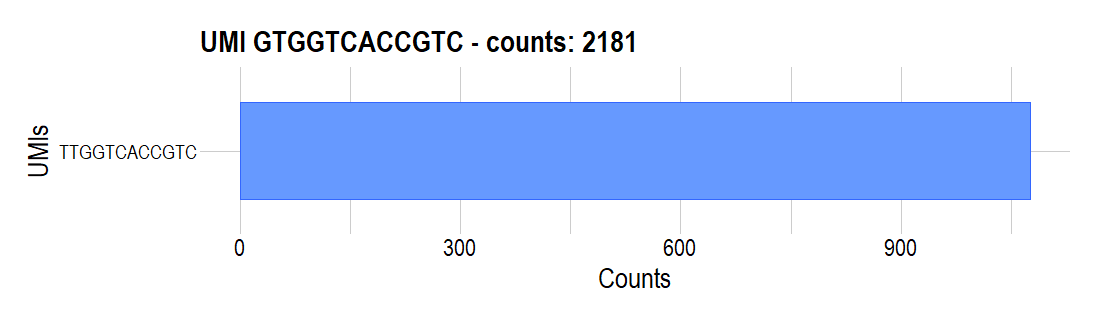 UMI GTGGTCACCGTC - counts: 2181
UMIs
TTGGTCACCGTC
0 300 600 900
Counts